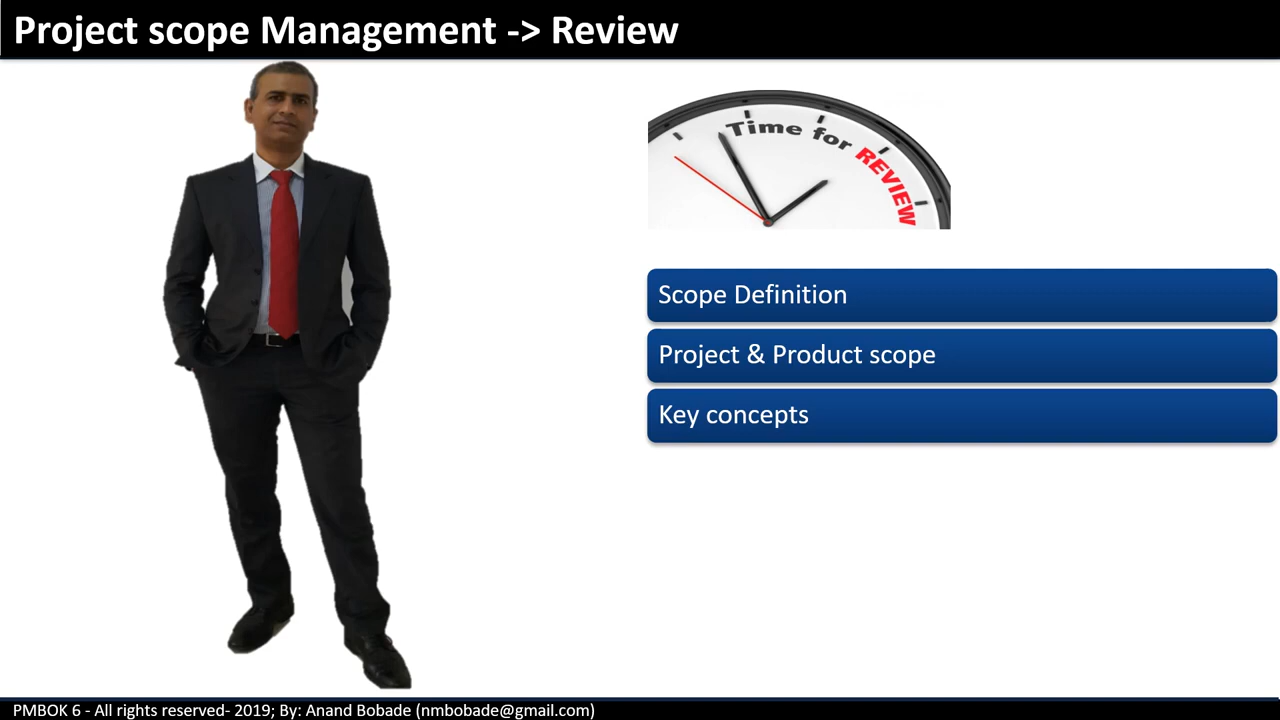 Project scope Management -> Review
Time for REVIEW
Scope Definition
Project & Product scope
Key concepts
PMBOK 6 - All rights reserved- 2019; By: Anand Bobade (nmbobade@gmail.com)